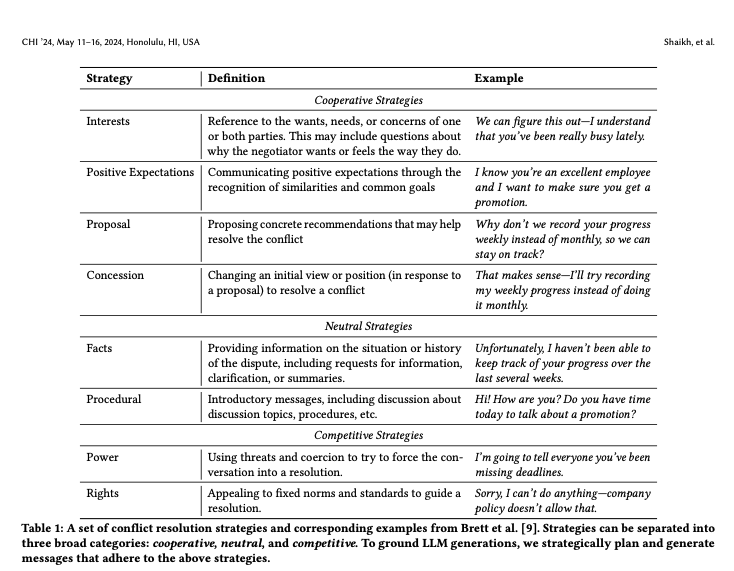 CHI '24, May 11–16, 2024, Honolulu, HI, USA
Shaikh, et al.
Strategy Definition Example
Cooperative Strategies
Interests Reference to the wants, needs, or concerns of one We can figure this out—I understand
or both parties. This may include questions about that you've been really busy lately.
why the negotiator wants or feels the way they do.
Positive Expectations Communicating positive expectations through the I know you're an excellent employee
recognition of similarities and common goals and I want to make sure you get a
promotion.
Proposal Proposing concrete recommendations that may help Why don't we record your progress
resolve the conflict weekly instead of monthly, so we can
stay on track?
Concession Changing an initial view or position (in response to That makes sense—I'll try recording
a proposal) to resolve a conflict my weekly progress instead of doing
it monthly.
Neutral Strategies
Facts Providing information on the situation or history Unfortunately, I haven't been able to
of the dispute, including requests for information, keep track of your progress over the
clarification, or summaries. last several weeks.
Procedural Introductory messages, including discussion about Hi! How are you? Do you have time
discussion topics, procedures, etc. today to talk about a promotion?
Competitive Strategies
Power Using threats and coercion to try to force the con- I'm going to tell everyone you've been
versation into a resolution. missing deadlines.
Rights Appealing to fixed norms and standards to guide a Sorry, I can't do anything—company
resolution. policy doesn't allow that.
Table 1: A set of conflict resolution strategies and corresponding examples from Brett et al. [9]. Strategies can be separated into
three broad categories: cooperative, neutral, and competitive. To ground LLM generations, we strategically plan and generate
messages that adhere to the above strategies.